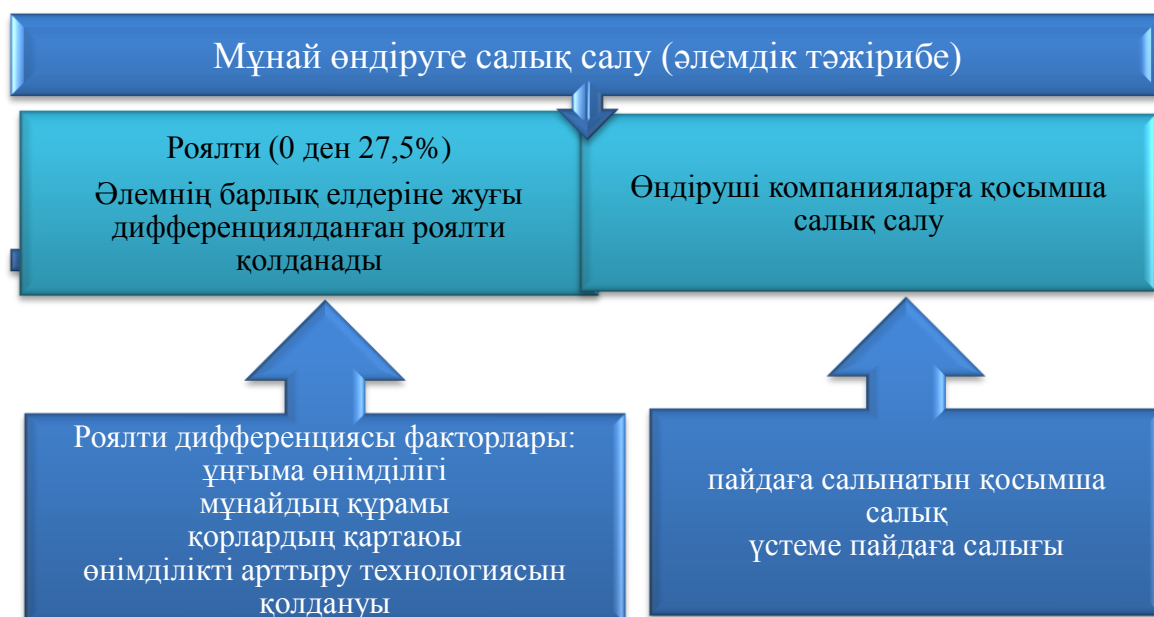 Мұнай өндіруге салық салу (әлемдік тәжірибе)
Роялти (0 ден 27,5%)
Әлемнің барлық елдеріне жуғы
дифференциялданған роялти
қолданады
Өндіруші компанияларға қосымша
салық салу
Роялти дифференциясы факторлары:
ұңғыма өнімділігі
мұнайдың құрамы
қорлардың қартаюы
өнімділікті арттыру технологиясын
қолдануы
пайдаға салынатын қосымша
салық
үстеме пайдаға салығы